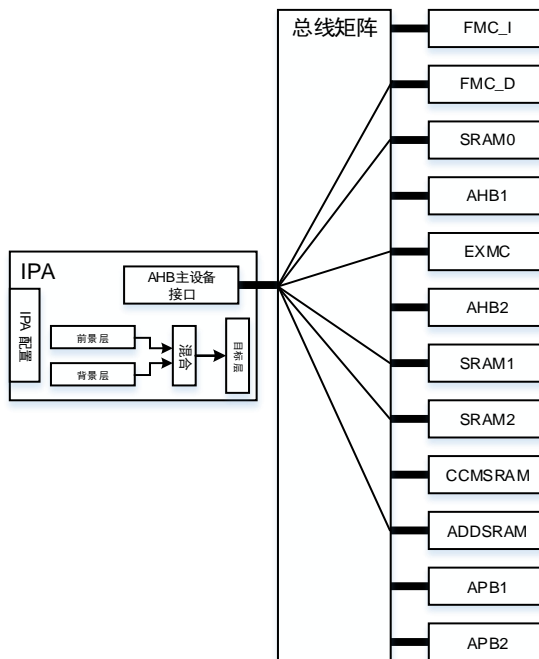 总线矩阵
FMC_I
FMC_D
SRAM0
AHB1
EXMC
AHB2
SRAM1
SRAM2
CCMSRAM
ADDSRAM
APB1
APB2
IPA
AHB主设备
接口
IPA 配置
前景层
背景层
混合
目标层